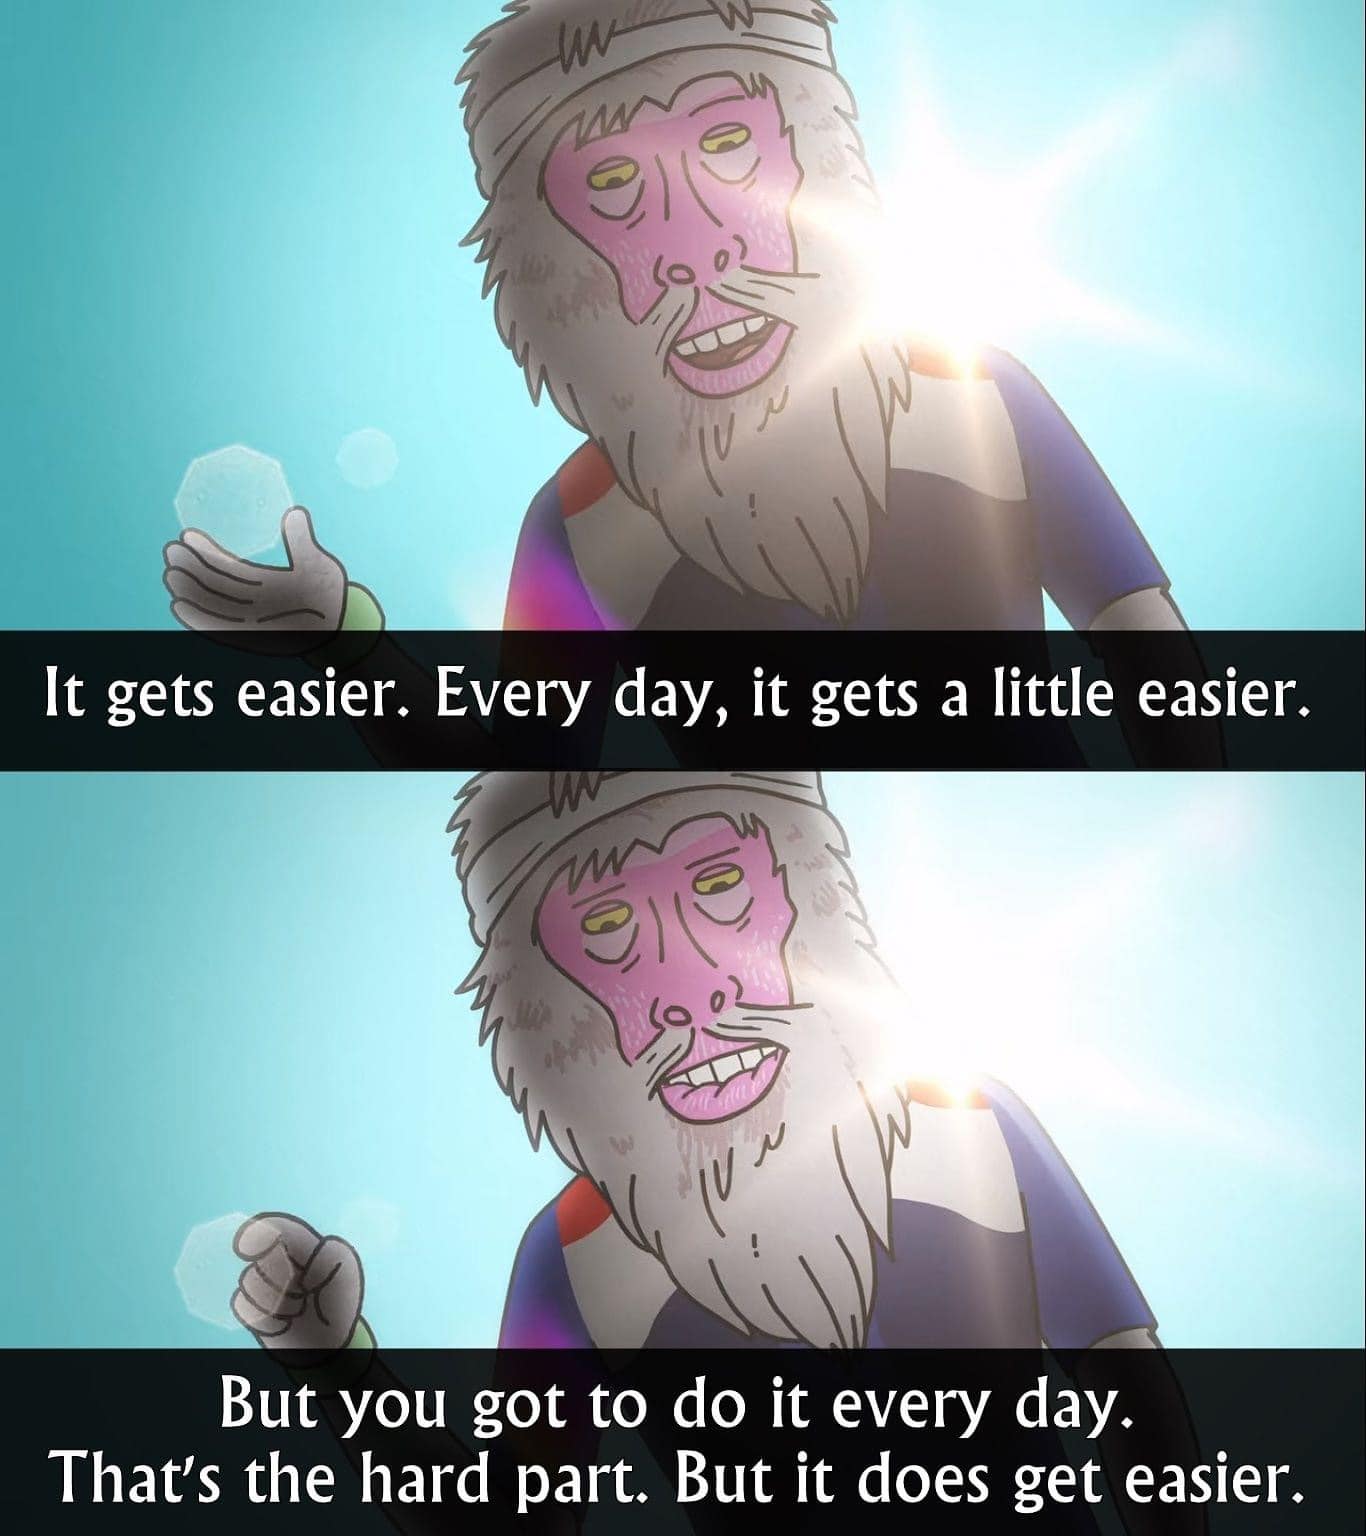 It gets easier. Every day, it gets a little easier.
But you got to do it every day.
That's the hard part. But it does get easier.